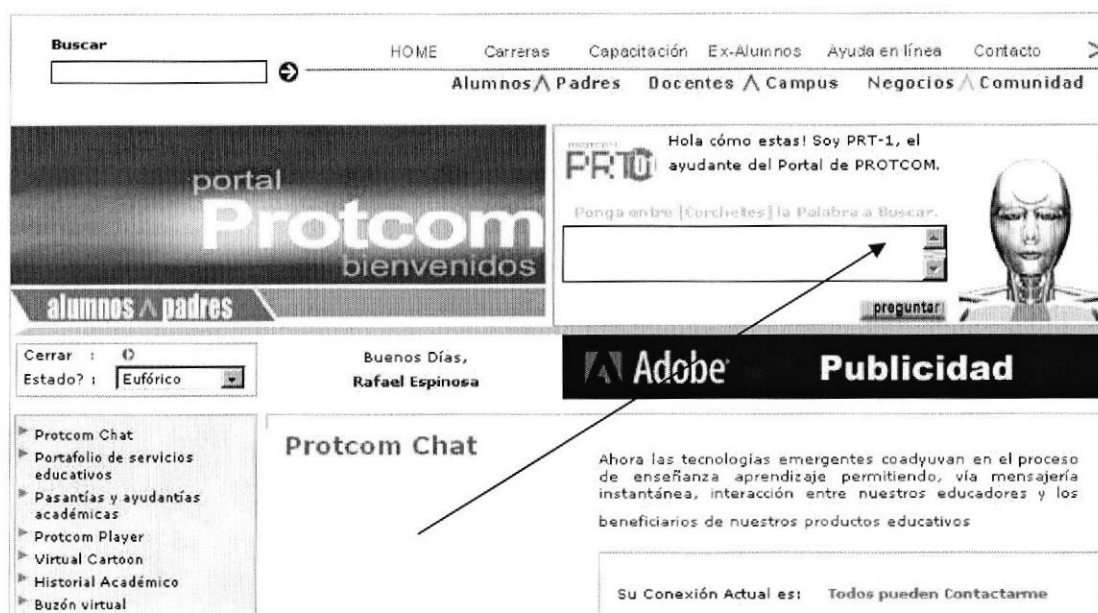 Buscar
HOME Carreras Capacitación Ex-Alumnos Ayuda en línea Contacto >
Alumnos Λ Padres Docentes Λ Campus Negocios Λ Comunidad
portal
Protcom
bienvenidos
alumnos Λ padres
PROTCOM
PRT01
Hola cómo estas! Soy PRT-1, el
ayudante del Portal de PROTCOM.
Ponga entre [Corchetes] la Palabra a Buscar.
preguntar
Cerrar :
Estado? : Eufórico
Buenos Días,
Rafael Espinosa
Adobe Publicidad
Protcom Chat
Portafolio de servicios
educativos
Pasantías y ayudantías
académicas
Protcom Player
Virtual Cartoon
Historial Académico
Buzón virtual
Protcom Chat
Ahora las tecnologías emergentes coadyuvan en el proceso
de enseñanza aprendizaje permitiendo, vía mensajería
instantánea, interacción entre nuestros educadores y los
beneficiarios de nuestros productos educativos
Su Conexión Actual es: Todos pueden Contactarme